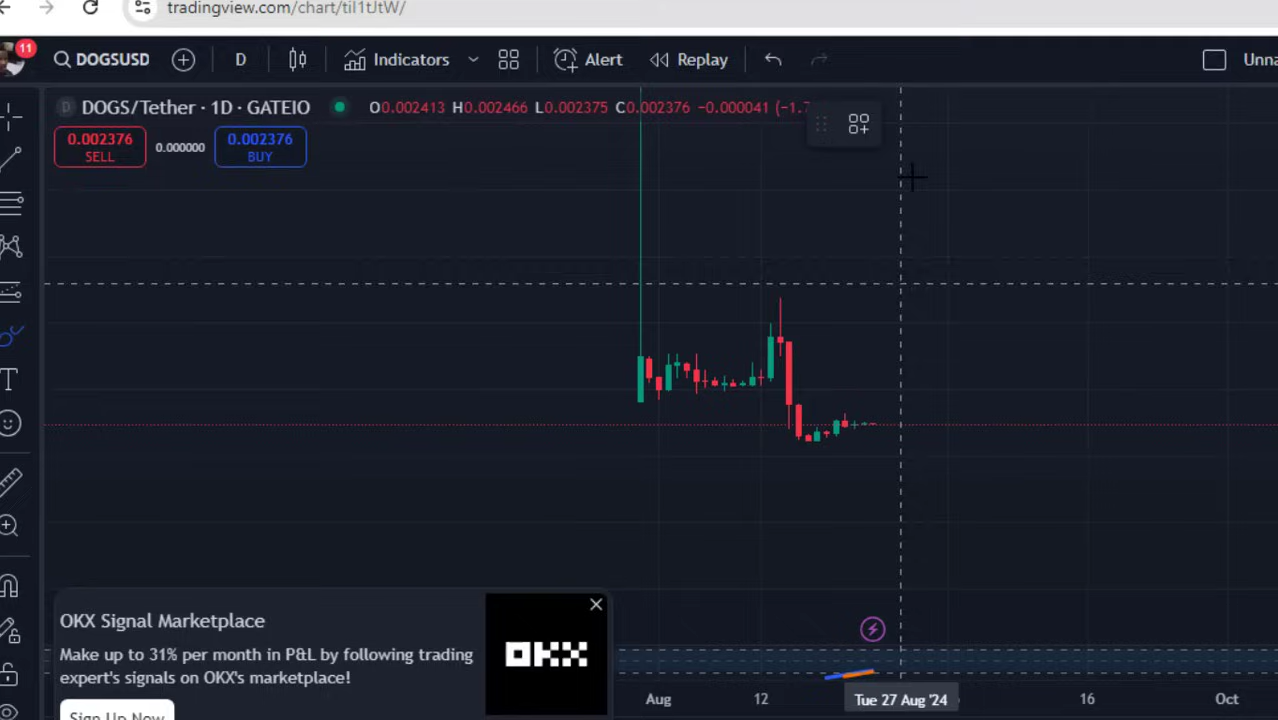 tradingview.com/chart/til1tJtW/
11
DOGSUSD
D
Indicators
Alert
Replay
Unna
D DOGS/Tether · 1D · GATEIO
O0.002413 H0.002466 L0.002375 C0.002376 −0.000041 (−1.7
0.002376
SELL
0.000000
0.002376
BUY
T
OKX Signal Marketplace
Make up to 31% per month in P&L by following trading
expert's signals on OKX's marketplace!
Sign Up Now
OKX
Aug
12
Tue 27 Aug '24
16
Oct